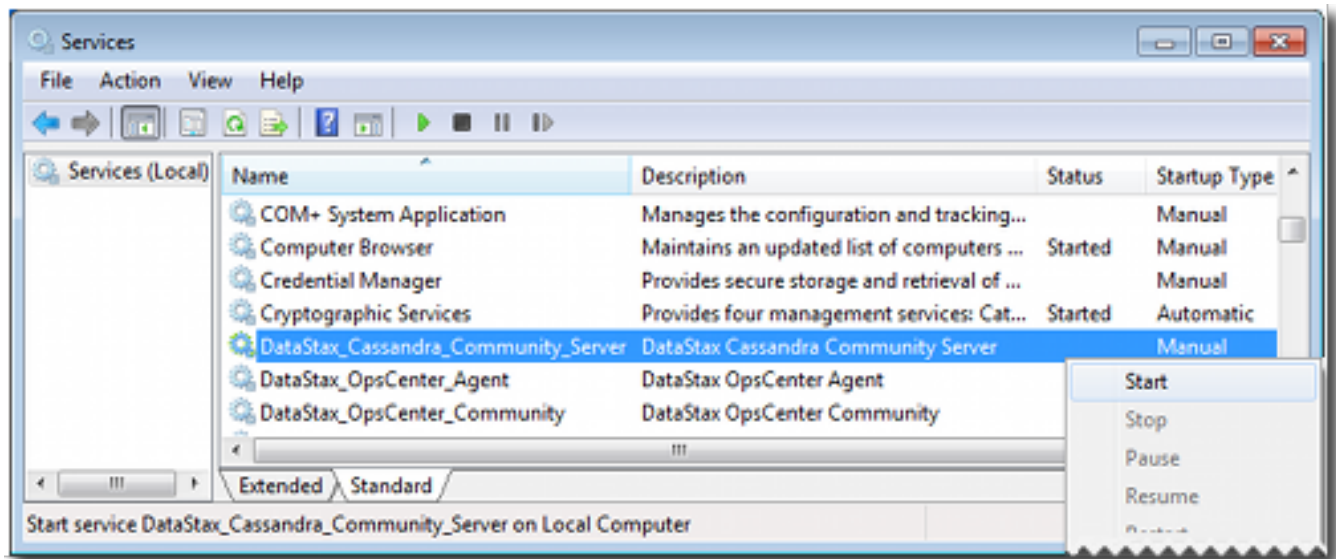 Services
File Action View Help
Services (Local)
Name Description Status Startup Type
COM+ System Application Manages the configuration and tracking... Manual
Computer Browser Maintains an updated list of computers ... Started Manual
Credential Manager Provides secure storage and retrieval of ... Manual
Cryptographic Services Provides four management services: Cat... Started Automatic
DataStax_Cassandra_Community_Server DataStax Cassandra Community Server Manual
DataStax_OpsCenter_Agent DataStax OpsCenter Agent
DataStax_OpsCenter_Community DataStax OpsCenter Community
Start
Stop
Pause
Resume
Extended Standard
Start service DataStax_Cassandra_Community_Server on Local Computer